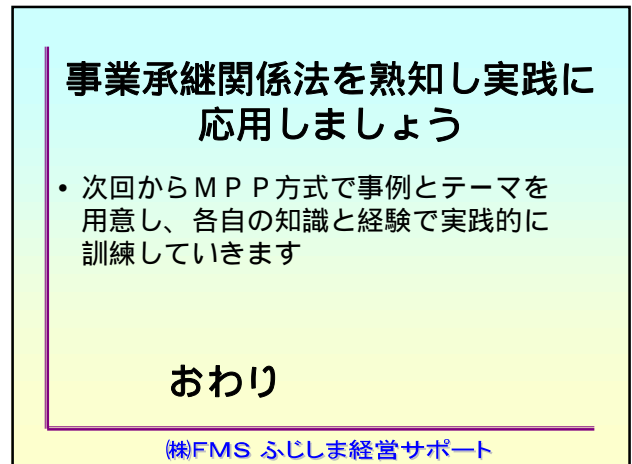 事業承継関係法を熟知し実践に
応用しましょう
• 次回からＭＰＰ方式で事例とテーマを
用意し、各自の知識と経験で実践的に
訓練していきます
おわり
㈱FMS ふじしま経営サポート